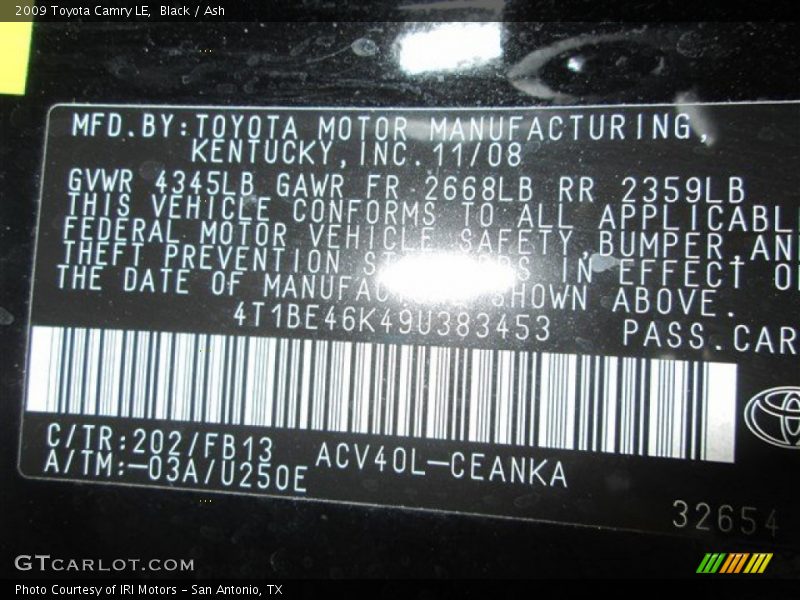 2009 Toyota Camry LE, Black / Ash
MFD.BY:TOYOTA MOTOR MANUFACTURING,
KENTUCKY,INC. 11/08
GVWR 4345LB GAWR FR 2668LB RR 2359LB
THIS VEHICLE CONFORMS TO ALL APPLICABL
FEDERAL MOTOR VEHICLE SAFETY,BUMPER,AN
THEFT PREVENTION IN EFFECT O
THE DATE OF SHOWN ABOVE.
4T1BE46K49U383453 PASS.CAR
C/TR:202/FB13 ACV40L-CEANKA
A/TM:-03A/U250E
32654
GTCARLOT.COM
Photo Courtesy of IRI Motors - San Antonio, TX